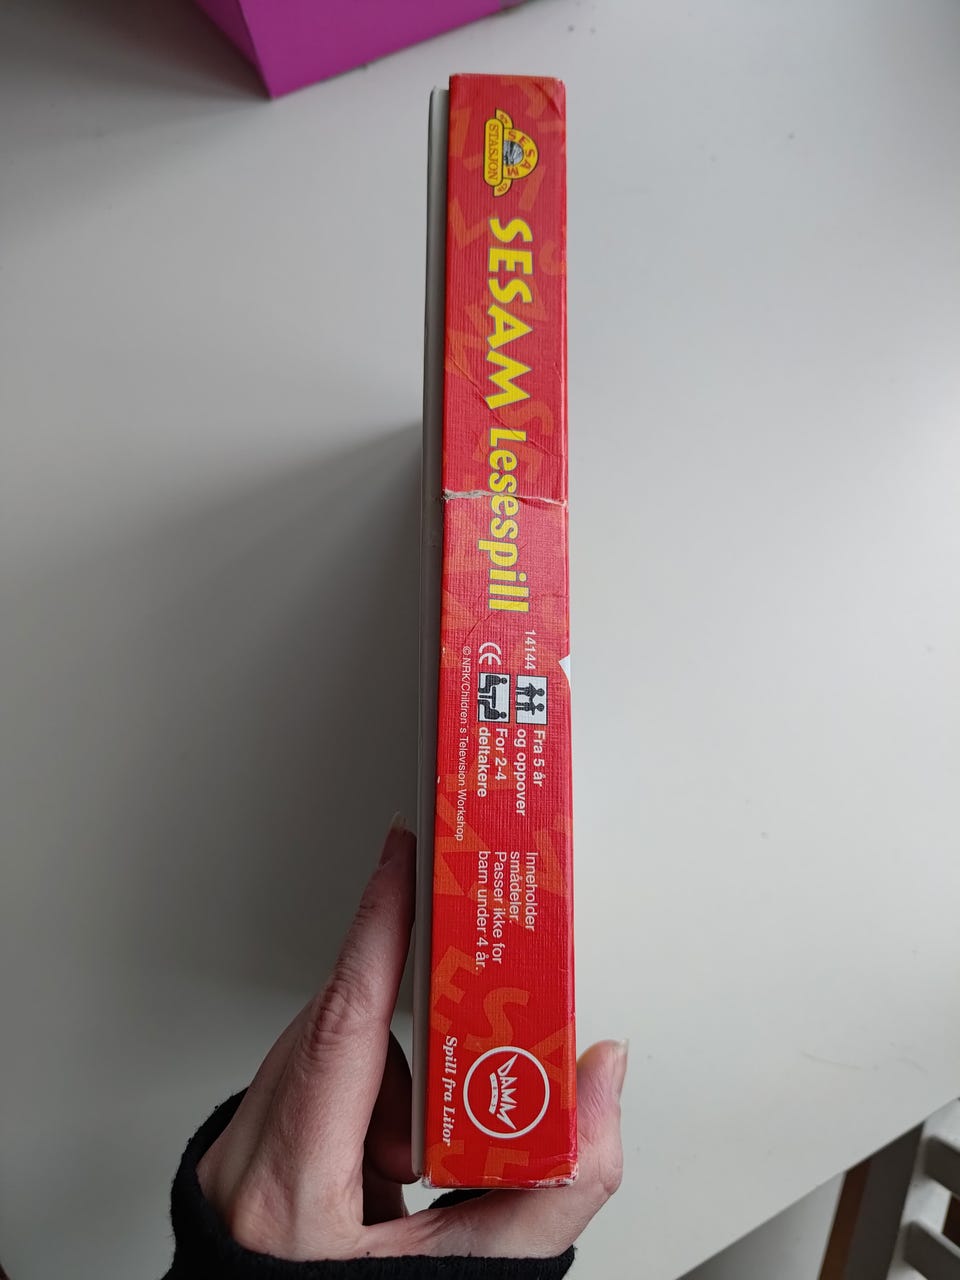 SESAM
STASJON
SESAM Lesespill
14144
Fra 5 år
og oppover
CE
For 2-4
deltakere
© NRK/Children's Television Workshop
Inneholder
smådeler.
Passer ikke for
barn under 4 år.
DAMM
Spill fra Litor